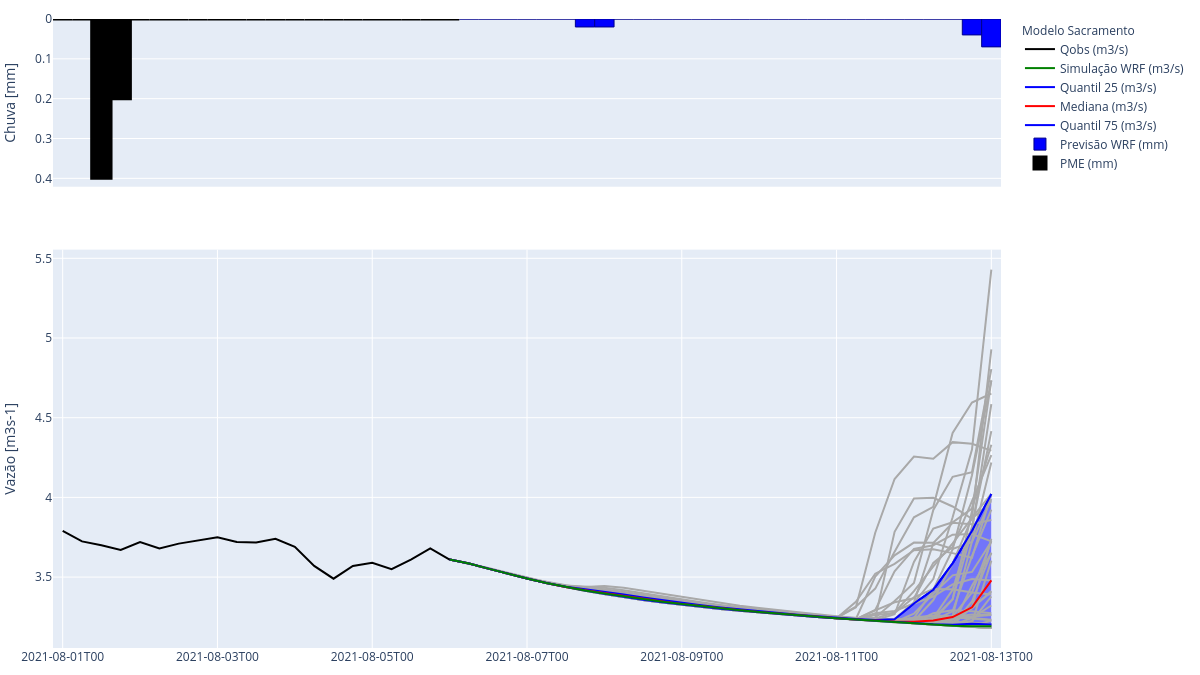 0
0.1
0.2
0.3
0.4
Chuva [mm]
Modelo Sacramento
Qobs (m3/s)
Simulação WRF (m3/s)
Quantil 25 (m3/s)
Mediana (m3/s)
Quantil 75 (m3/s)
Previsão WRF (mm)
PME (mm)
5.5
5
4.5
4
3.5
Vazão [m3s-1]
2021-08-01T00 2021-08-03T00 2021-08-05T00 2021-08-07T00 2021-08-09T00 2021-08-11T00 2021-08-13T00